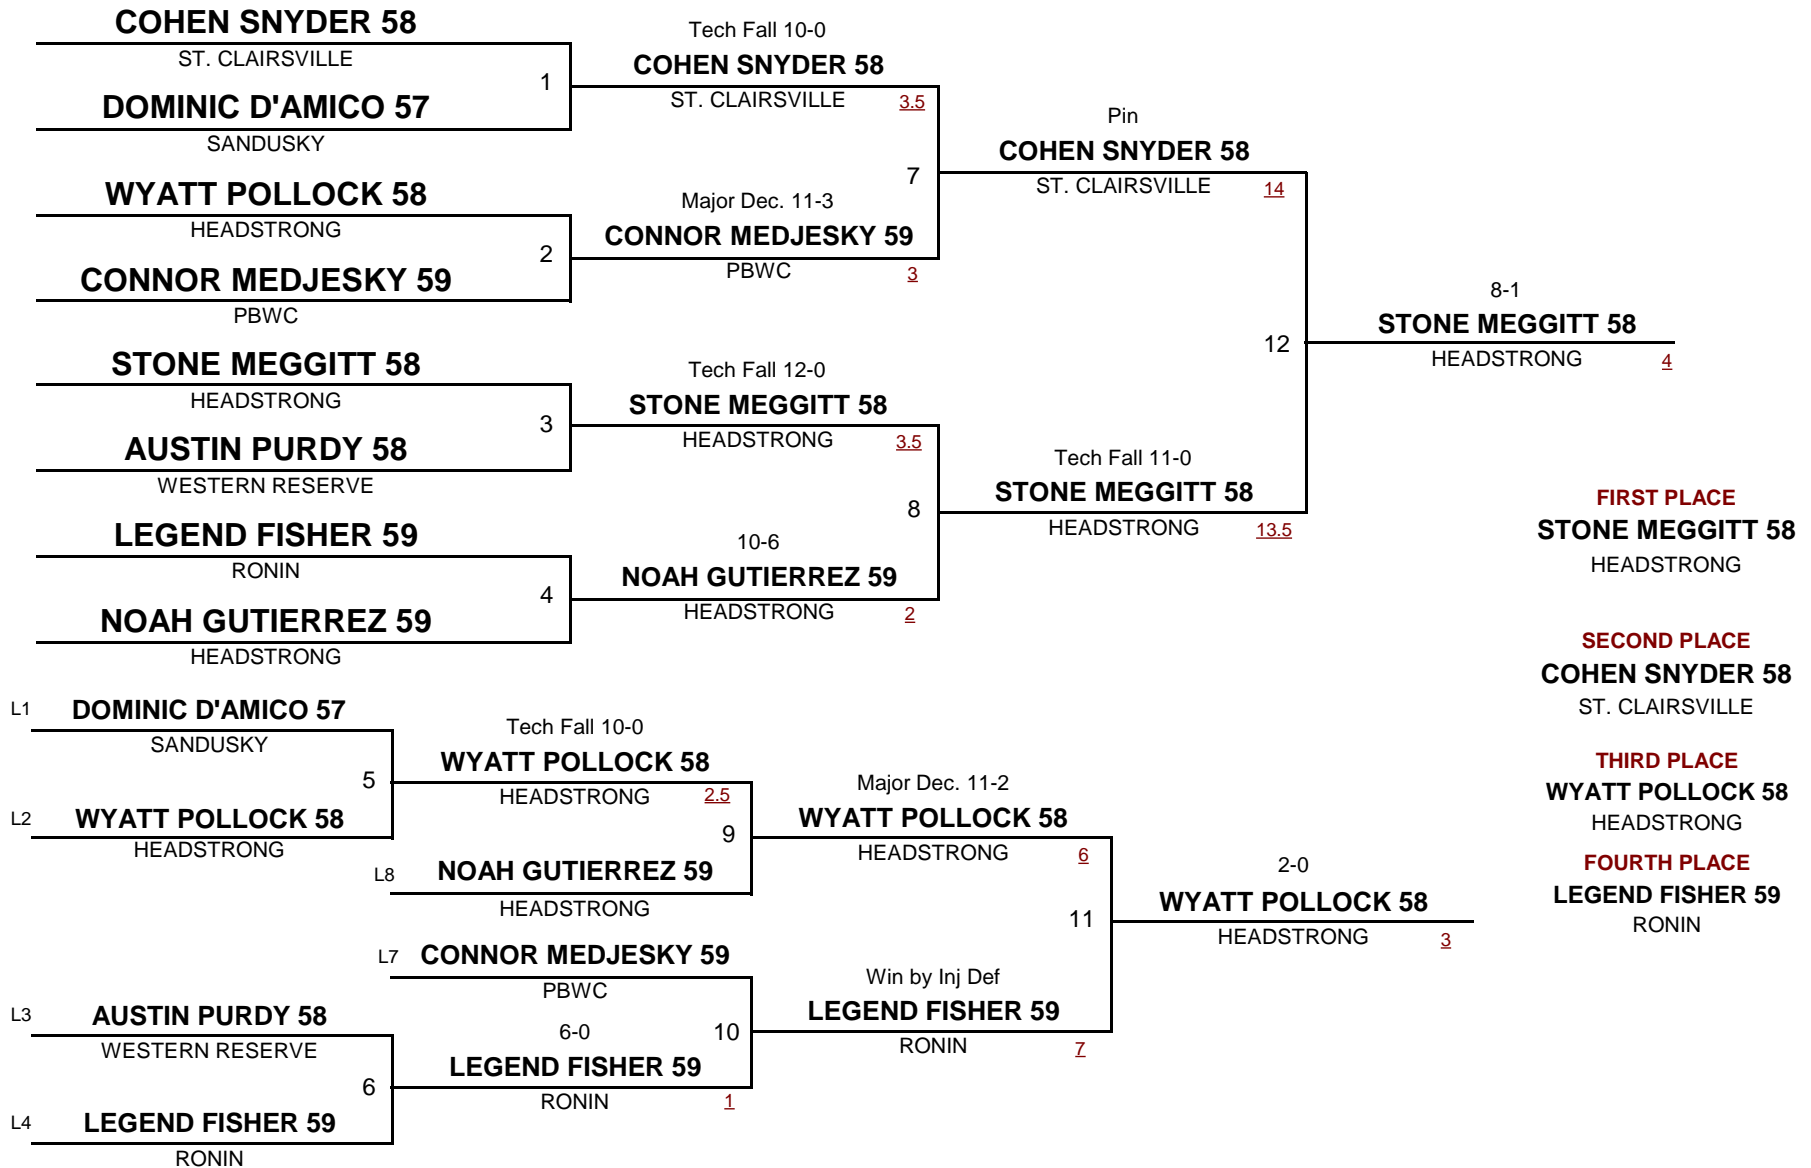 COHEN SNYDER 58
ST. CLAIRSVILLE
1
DOMINIC D'AMICO 57
SANDUSKY
WYATT POLLOCK 58
HEADSTRONG
2
CONNOR MEDJESKY 59
PBWC
STONE MEGGITT 58
HEADSTRONG
3
AUSTIN PURDY 58
WESTERN RESERVE
LEGEND FISHER 59
RONIN
4
NOAH GUTIERREZ 59
HEADSTRONG
Tech Fall 10-0
COHEN SNYDER 58
ST. CLAIRSVILLE 3.5
7
Major Dec. 11-3
CONNOR MEDJESKY 59
PBWC 3
Tech Fall 12-0
STONE MEGGITT 58
HEADSTRONG 3.5
8
10-6
NOAH GUTIERREZ 59
HEADSTRONG 2
Pin
COHEN SNYDER 58
ST. CLAIRSVILLE 14
12
Tech Fall 11-0
STONE MEGGITT 58
HEADSTRONG 13.5
8-1
STONE MEGGITT 58
HEADSTRONG 4
FIRST PLACE
STONE MEGGITT 58
HEADSTRONG
SECOND PLACE
COHEN SNYDER 58
ST. CLAIRSVILLE
THIRD PLACE
WYATT POLLOCK 58
HEADSTRONG
FOURTH PLACE
LEGEND FISHER 59
RONIN
L1 DOMINIC D'AMICO 57
SANDUSKY
5
L2 WYATT POLLOCK 58
HEADSTRONG
L3 AUSTIN PURDY 58
WESTERN RESERVE
6
L4 LEGEND FISHER 59
RONIN
Tech Fall 10-0
WYATT POLLOCK 58
HEADSTRONG 2.5
9
L8 NOAH GUTIERREZ 59
HEADSTRONG
L7 CONNOR MEDJESKY 59
PBWC
10
6-0
LEGEND FISHER 59
RONIN 1
Major Dec. 11-2
WYATT POLLOCK 58
HEADSTRONG 6
11
Win by Inj Def
LEGEND FISHER 59
RONIN 7
2-0
WYATT POLLOCK 58
HEADSTRONG 3